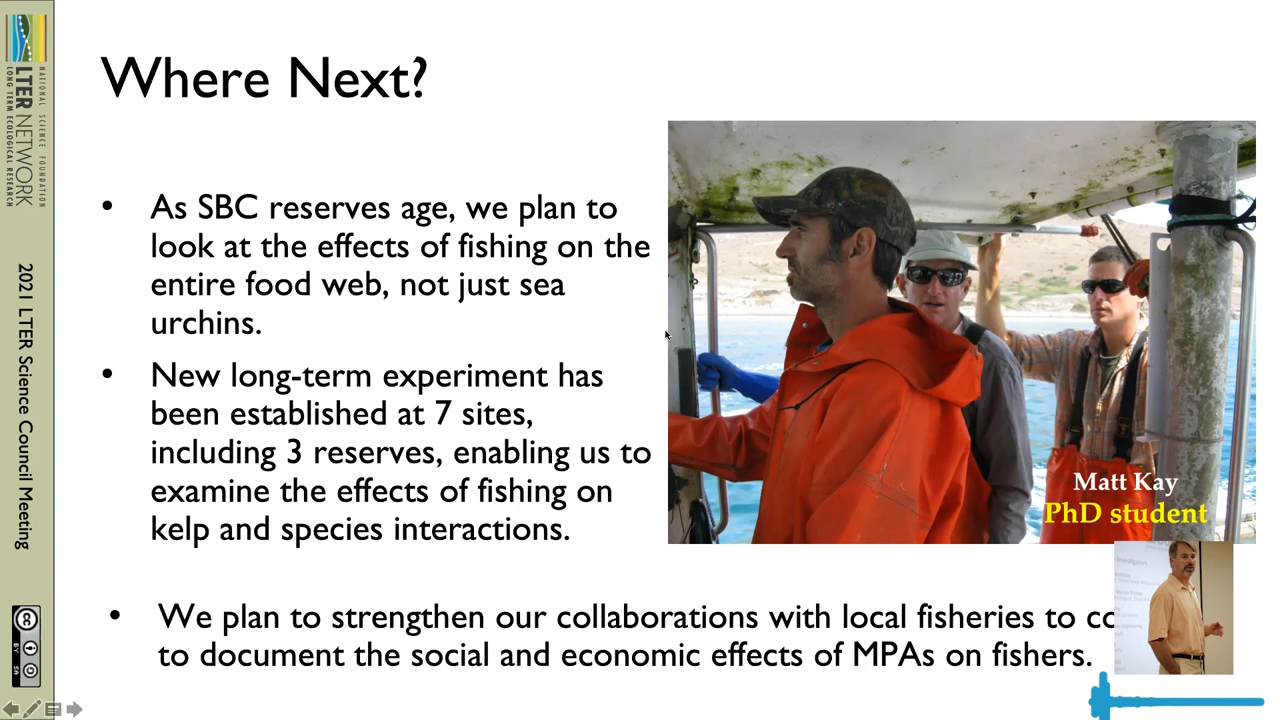 Where Next?
• As SBC reserves age, we plan to
look at the effects of fishing on the
entire food web, not just sea
urchins.
• New long-term experiment has
been established at 7 sites,
including 3 reserves, enabling us to
examine the effects of fishing on
kelp and species interactions.
Matt Kay
PhD student
• We plan to strengthen our collaborations with local fisheries to co
to document the social and economic effects of MPAs on fishers.
NATIONAL SCIENCE FOUNDATION
LTER NETWORK
LONG TERM ECOLOGICAL RESEARCH
2021 LTER Science Council Meeting
cc
BY SA